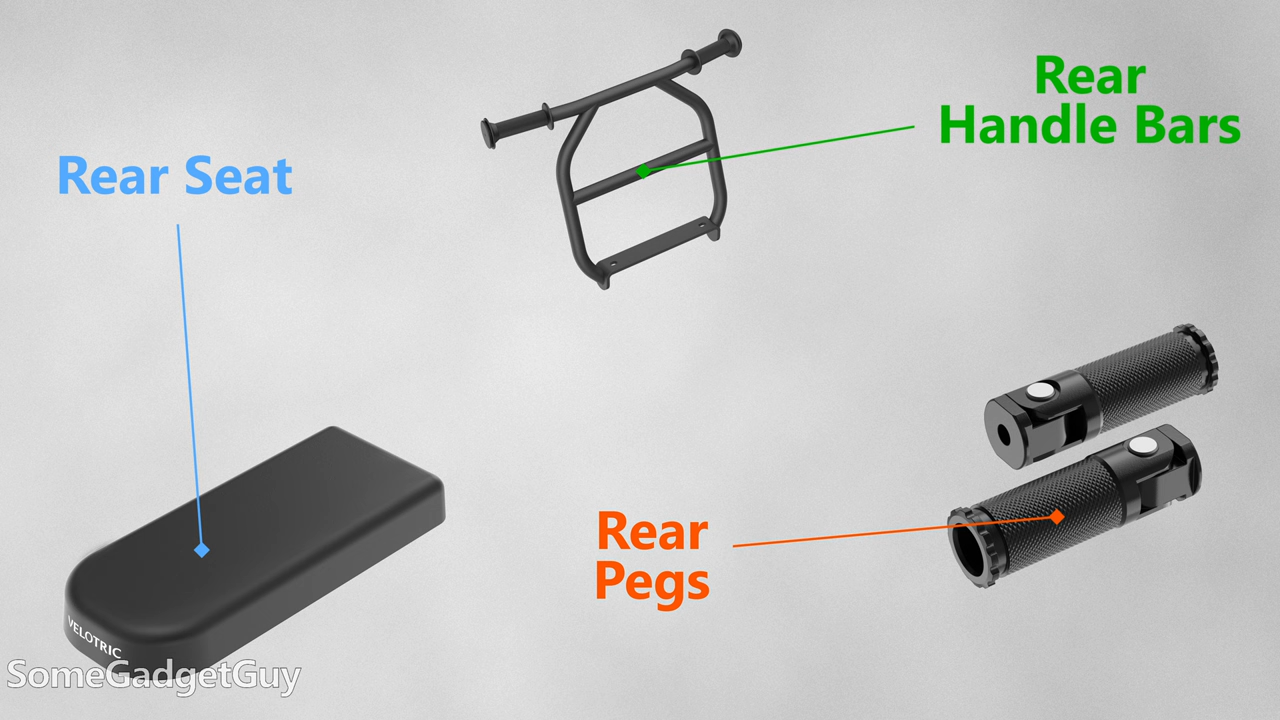 Rear
Handle Bars
Rear Seat
Rear
Pegs
VELOTRIC
SomeGadgetGuy